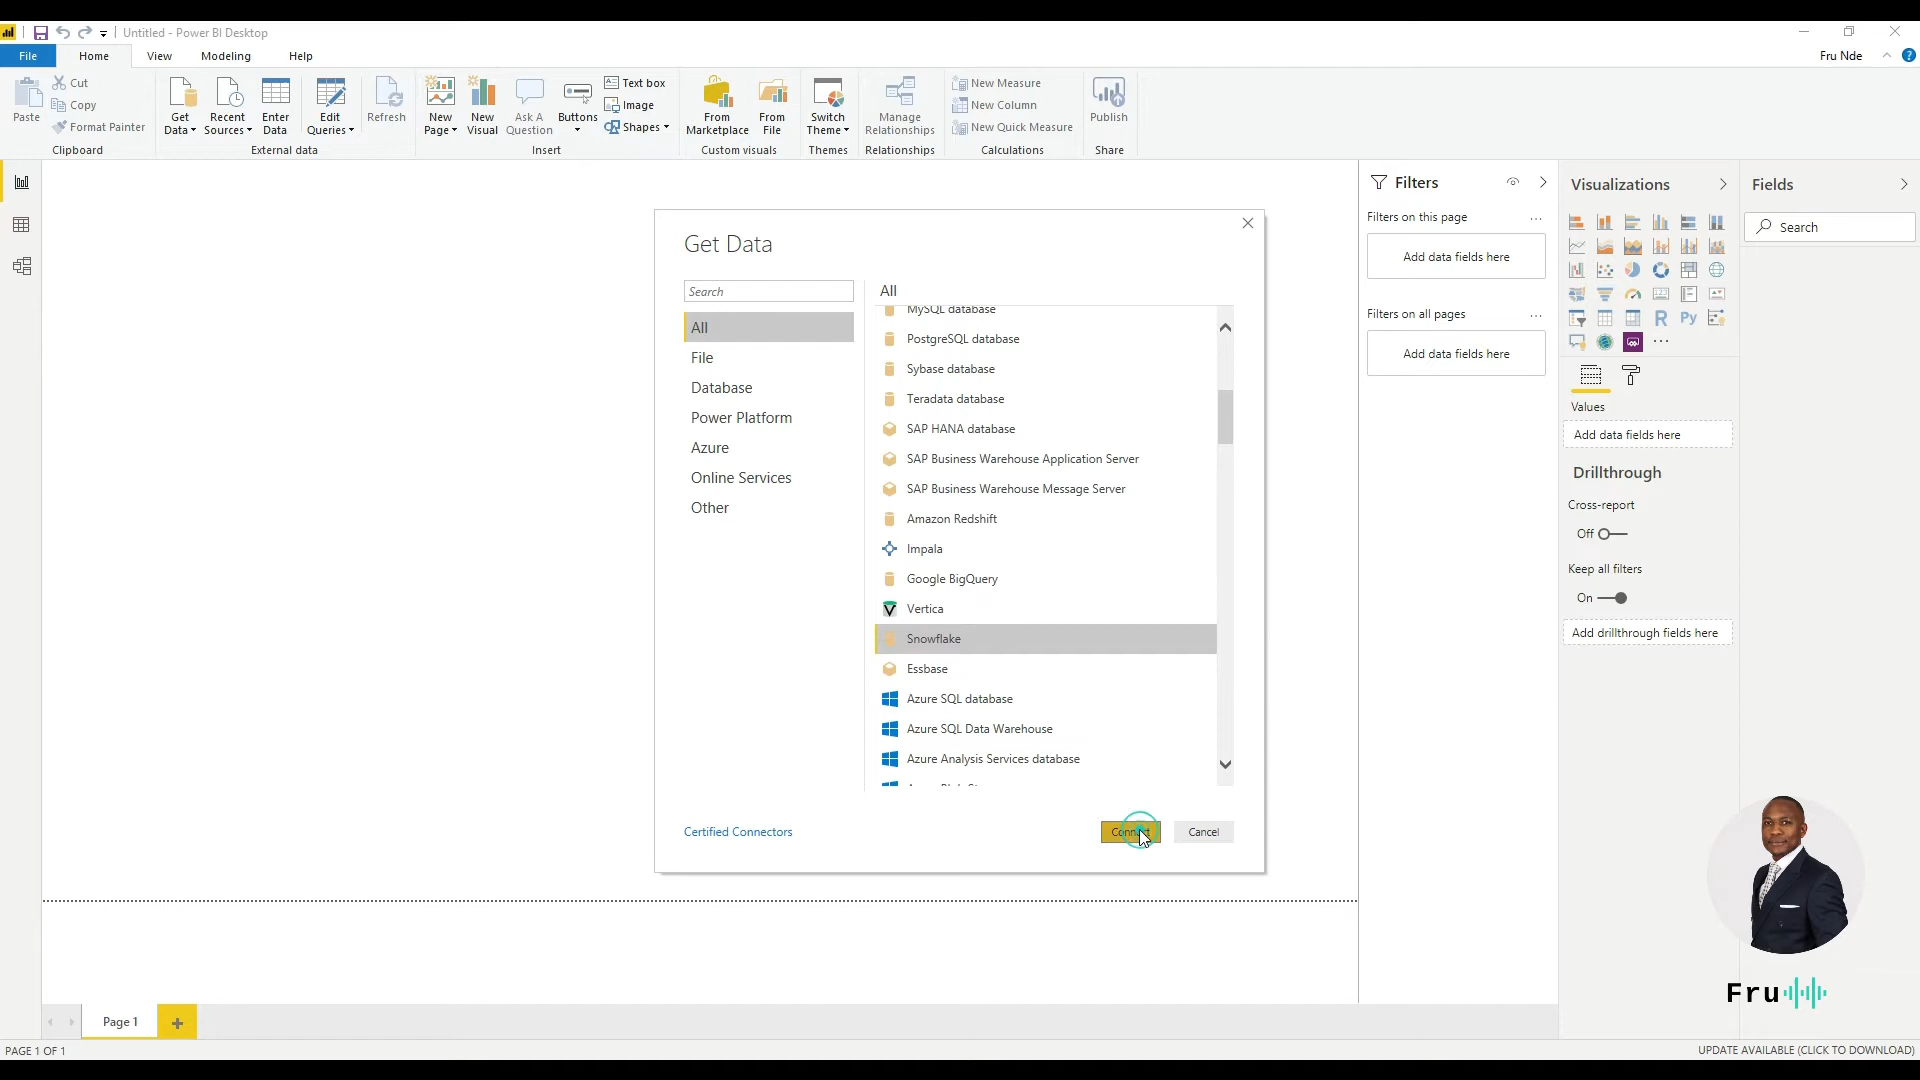 Untitled - Power BI Desktop
File
Home
View
Modeling
Help
Fru Nde
Paste
Cut
Copy
Format Painter
Clipboard
Get Data
Recent Sources
Enter Data
Edit Queries
Refresh
External data
New Page
New Visual
Ask A Question
Buttons
Text box
Image
Shapes
Insert
From Marketplace
From File
Custom visuals
Switch Theme
Themes
Manage Relationships
Relationships
New Measure
New Column
New Quick Measure
Calculations
Publish
Share
Get Data
Search
All
File
Database
Power Platform
Azure
Online Services
Other
All
MySQL database
PostgreSQL database
Sybase database
Teradata database
SAP HANA database
SAP Business Warehouse Application Server
SAP Business Warehouse Message Server
Amazon Redshift
Impala
Google BigQuery
Vertica
Snowflake
Essbase
Azure SQL database
Azure SQL Data Warehouse
Azure Analysis Services database
Certified Connectors
Connect
Cancel
Filters
Filters on this page
Add data fields here
Filters on all pages
Add data fields here
Visualizations
R
Py
Values
Add data fields here
Drillthrough
Cross-report
Off
Keep all filters
On
Add drillthrough fields here
Fields
Search
Fru
Page 1
PAGE 1 OF 1
UPDATE AVAILABLE (CLICK TO DOWNLOAD)